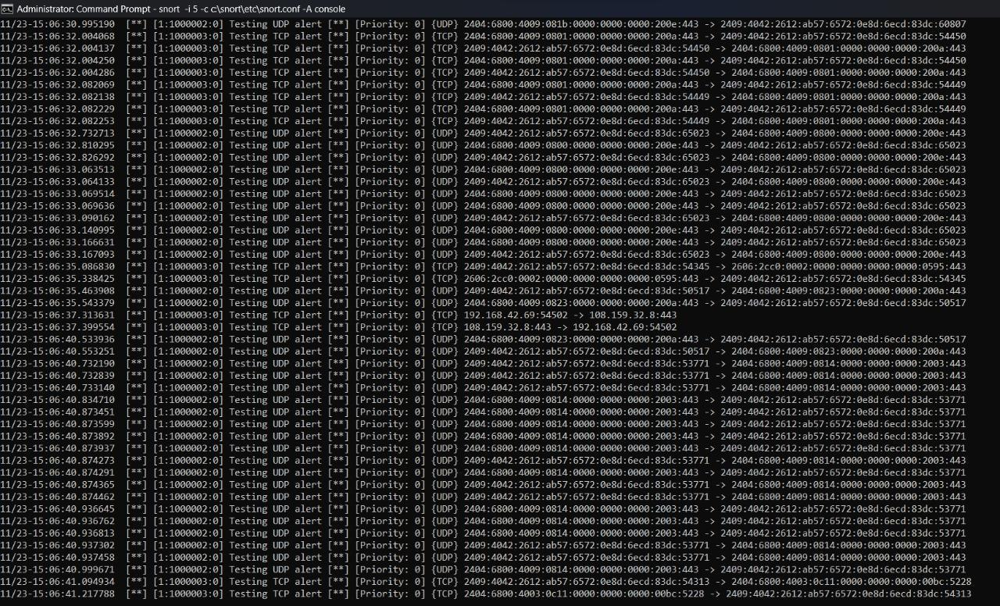 Administrator: Command Prompt - snort -i 5 -c c:\snort\etc\snort.conf -A console
11/23-15:06:30.995190 [**] [1:1000002:0] Testing UDP alert [**] [Priority: 0] {UDP} 2404:6800:4009:081b:0000:0000:0000:200e:443 -> 2409:4042:2612:ab57:6572:0e8d:6ecd:83dc:60807
11/23-15:06:32.004068 [**] [1:1000003:0] Testing TCP alert [**] [Priority: 0] {TCP} 2404:6800:4009:0801:0000:0000:0000:200a:443 -> 2409:4042:2612:ab57:6572:0e8d:6ecd:83dc:54450
11/23-15:06:32.004137 [**] [1:1000003:0] Testing TCP alert [**] [Priority: 0] {TCP} 2409:4042:2612:ab57:6572:0e8d:6ecd:83dc:54450 -> 2404:6800:4009:0801:0000:0000:0000:200a:443
11/23-15:06:32.004250 [**] [1:1000003:0] Testing TCP alert [**] [Priority: 0] {TCP} 2404:6800:4009:0801:0000:0000:0000:200a:443 -> 2409:4042:2612:ab57:6572:0e8d:6ecd:83dc:54450
11/23-15:06:32.004286 [**] [1:1000003:0] Testing TCP alert [**] [Priority: 0] {TCP} 2409:4042:2612:ab57:6572:0e8d:6ecd:83dc:54450 -> 2404:6800:4009:0801:0000:0000:0000:200a:443
11/23-15:06:32.082069 [**] [1:1000003:0] Testing TCP alert [**] [Priority: 0] {TCP} 2404:6800:4009:0801:0000:0000:0000:200a:443 -> 2409:4042:2612:ab57:6572:0e8d:6ecd:83dc:54449
11/23-15:06:32.082138 [**] [1:1000003:0] Testing TCP alert [**] [Priority: 0] {TCP} 2409:4042:2612:ab57:6572:0e8d:6ecd:83dc:54449 -> 2404:6800:4009:0801:0000:0000:0000:200a:443
11/23-15:06:32.082229 [**] [1:1000003:0] Testing TCP alert [**] [Priority: 0] {TCP} 2404:6800:4009:0801:0000:0000:0000:200a:443 -> 2409:4042:2612:ab57:6572:0e8d:6ecd:83dc:54449
11/23-15:06:32.082253 [**] [1:1000003:0] Testing TCP alert [**] [Priority: 0] {TCP} 2409:4042:2612:ab57:6572:0e8d:6ecd:83dc:54449 -> 2404:6800:4009:0801:0000:0000:0000:200a:443
11/23-15:06:32.732713 [**] [1:1000002:0] Testing UDP alert [**] [Priority: 0] {UDP} 2409:4042:2612:ab57:6572:0e8d:6ecd:83dc:65023 -> 2404:6800:4009:0800:0000:0000:0000:200e:443
11/23-15:06:32.810295 [**] [1:1000002:0] Testing UDP alert [**] [Priority: 0] {UDP} 2404:6800:4009:0800:0000:0000:0000:200e:443 -> 2409:4042:2612:ab57:6572:0e8d:6ecd:83dc:65023
11/23-15:06:32.826292 [**] [1:1000002:0] Testing UDP alert [**] [Priority: 0] {UDP} 2409:4042:2612:ab57:6572:0e8d:6ecd:83dc:65023 -> 2404:6800:4009:0800:0000:0000:0000:200e:443
11/23-15:06:33.063513 [**] [1:1000002:0] Testing UDP alert [**] [Priority: 0] {UDP} 2404:6800:4009:0800:0000:0000:0000:200e:443 -> 2409:4042:2612:ab57:6572:0e8d:6ecd:83dc:65023
11/23-15:06:33.064133 [**] [1:1000002:0] Testing UDP alert [**] [Priority: 0] {UDP} 2409:4042:2612:ab57:6572:0e8d:6ecd:83dc:65023 -> 2404:6800:4009:0800:0000:0000:0000:200e:443
11/23-15:06:33.069514 [**] [1:1000002:0] Testing UDP alert [**] [Priority: 0] {UDP} 2404:6800:4009:0800:0000:0000:0000:200e:443 -> 2409:4042:2612:ab57:6572:0e8d:6ecd:83dc:65023
11/23-15:06:33.069636 [**] [1:1000002:0] Testing UDP alert [**] [Priority: 0] {UDP} 2404:6800:4009:0800:0000:0000:0000:200e:443 -> 2409:4042:2612:ab57:6572:0e8d:6ecd:83dc:65023
11/23-15:06:33.090162 [**] [1:1000002:0] Testing UDP alert [**] [Priority: 0] {UDP} 2409:4042:2612:ab57:6572:0e8d:6ecd:83dc:65023 -> 2404:6800:4009:0800:0000:0000:0000:200e:443
11/23-15:06:33.140995 [**] [1:1000002:0] Testing UDP alert [**] [Priority: 0] {UDP} 2404:6800:4009:0800:0000:0000:0000:200e:443 -> 2409:4042:2612:ab57:6572:0e8d:6ecd:83dc:65023
11/23-15:06:33.166631 [**] [1:1000002:0] Testing UDP alert [**] [Priority: 0] {UDP} 2409:4042:2612:ab57:6572:0e8d:6ecd:83dc:65023 -> 2404:6800:4009:0800:0000:0000:0000:200e:443
11/23-15:06:33.167093 [**] [1:1000002:0] Testing UDP alert [**] [Priority: 0] {UDP} 2409:4042:2612:ab57:6572:0e8d:6ecd:83dc:65023 -> 2404:6800:4009:0800:0000:0000:0000:200e:443
11/23-15:06:35.086830 [**] [1:1000003:0] Testing TCP alert [**] [Priority: 0] {TCP} 2409:4042:2612:ab57:6572:0e8d:6ecd:83dc:54345 -> 2606:2cc0:0002:0000:0000:0000:0000:0595:443
11/23-15:06:35.338425 [**] [1:1000003:0] Testing TCP alert [**] [Priority: 0] {TCP} 2606:2cc0:0002:0000:0000:0000:0000:0595:443 -> 2409:4042:2612:ab57:6572:0e8d:6ecd:83dc:54345
11/23-15:06:35.463908 [**] [1:1000002:0] Testing UDP alert [**] [Priority: 0] {UDP} 2409:4042:2612:ab57:6572:0e8d:6ecd:83dc:50517 -> 2404:6800:4009:0823:0000:0000:0000:200a:443
11/23-15:06:35.543379 [**] [1:1000002:0] Testing UDP alert [**] [Priority: 0] {UDP} 2404:6800:4009:0823:0000:0000:0000:200a:443 -> 2409:4042:2612:ab57:6572:0e8d:6ecd:83dc:50517
11/23-15:06:37.313631 [**] [1:1000003:0] Testing TCP alert [**] [Priority: 0] {TCP} 192.168.42.69:54502 -> 108.159.32.8:443
11/23-15:06:37.399554 [**] [1:1000003:0] Testing TCP alert [**] [Priority: 0] {TCP} 108.159.32.8:443 -> 192.168.42.69:54502
11/23-15:06:40.533936 [**] [1:1000002:0] Testing UDP alert [**] [Priority: 0] {UDP} 2404:6800:4009:0823:0000:0000:0000:200a:443 -> 2409:4042:2612:ab57:6572:0e8d:6ecd:83dc:50517
11/23-15:06:40.553251 [**] [1:1000002:0] Testing UDP alert [**] [Priority: 0] {UDP} 2409:4042:2612:ab57:6572:0e8d:6ecd:83dc:50517 -> 2404:6800:4009:0823:0000:0000:0000:200a:443
11/23-15:06:40.732190 [**] [1:1000002:0] Testing UDP alert [**] [Priority: 0] {UDP} 2409:4042:2612:ab57:6572:0e8d:6ecd:83dc:53771 -> 2404:6800:4009:0814:0000:0000:0000:2003:443
11/23-15:06:40.732839 [**] [1:1000002:0] Testing UDP alert [**] [Priority: 0] {UDP} 2409:4042:2612:ab57:6572:0e8d:6ecd:83dc:53771 -> 2404:6800:4009:0814:0000:0000:0000:2003:443
11/23-15:06:40.733140 [**] [1:1000002:0] Testing UDP alert [**] [Priority: 0] {UDP} 2409:4042:2612:ab57:6572:0e8d:6ecd:83dc:53771 -> 2404:6800:4009:0814:0000:0000:0000:2003:443
11/23-15:06:40.834710 [**] [1:1000002:0] Testing UDP alert [**] [Priority: 0] {UDP} 2404:6800:4009:0814:0000:0000:0000:2003:443 -> 2409:4042:2612:ab57:6572:0e8d:6ecd:83dc:53771
11/23-15:06:40.873451 [**] [1:1000002:0] Testing UDP alert [**] [Priority: 0] {UDP} 2404:6800:4009:0814:0000:0000:0000:2003:443 -> 2409:4042:2612:ab57:6572:0e8d:6ecd:83dc:53771
11/23-15:06:40.873599 [**] [1:1000002:0] Testing UDP alert [**] [Priority: 0] {UDP} 2404:6800:4009:0814:0000:0000:0000:2003:443 -> 2409:4042:2612:ab57:6572:0e8d:6ecd:83dc:53771
11/23-15:06:40.873892 [**] [1:1000002:0] Testing UDP alert [**] [Priority: 0] {UDP} 2404:6800:4009:0814:0000:0000:0000:2003:443 -> 2409:4042:2612:ab57:6572:0e8d:6ecd:83dc:53771
11/23-15:06:40.873937 [**] [1:1000002:0] Testing UDP alert [**] [Priority: 0] {UDP} 2404:6800:4009:0814:0000:0000:0000:2003:443 -> 2409:4042:2612:ab57:6572:0e8d:6ecd:83dc:53771
11/23-15:06:40.874273 [**] [1:1000002:0] Testing UDP alert [**] [Priority: 0] {UDP} 2409:4042:2612:ab57:6572:0e8d:6ecd:83dc:53771 -> 2404:6800:4009:0814:0000:0000:0000:2003:443
11/23-15:06:40.874291 [**] [1:1000002:0] Testing UDP alert [**] [Priority: 0] {UDP} 2404:6800:4009:0814:0000:0000:0000:2003:443 -> 2409:4042:2612:ab57:6572:0e8d:6ecd:83dc:53771
11/23-15:06:40.874365 [**] [1:1000002:0] Testing UDP alert [**] [Priority: 0] {UDP} 2409:4042:2612:ab57:6572:0e8d:6ecd:83dc:53771 -> 2404:6800:4009:0814:0000:0000:0000:2003:443
11/23-15:06:40.874462 [**] [1:1000002:0] Testing UDP alert [**] [Priority: 0] {UDP} 2409:4042:2612:ab57:6572:0e8d:6ecd:83dc:53771 -> 2404:6800:4009:0814:0000:0000:0000:2003:443
11/23-15:06:40.936645 [**] [1:1000002:0] Testing UDP alert [**] [Priority: 0] {UDP} 2404:6800:4009:0814:0000:0000:0000:2003:443 -> 2409:4042:2612:ab57:6572:0e8d:6ecd:83dc:53771
11/23-15:06:40.936762 [**] [1:1000002:0] Testing UDP alert [**] [Priority: 0] {UDP} 2404:6800:4009:0814:0000:0000:0000:2003:443 -> 2409:4042:2612:ab57:6572:0e8d:6ecd:83dc:53771
11/23-15:06:40.936813 [**] [1:1000002:0] Testing UDP alert [**] [Priority: 0] {UDP} 2404:6800:4009:0814:0000:0000:0000:2003:443 -> 2409:4042:2612:ab57:6572:0e8d:6ecd:83dc:53771
11/23-15:06:40.937302 [**] [1:1000002:0] Testing UDP alert [**] [Priority: 0] {UDP} 2409:4042:2612:ab57:6572:0e8d:6ecd:83dc:53771 -> 2404:6800:4009:0814:0000:0000:0000:2003:443
11/23-15:06:40.937458 [**] [1:1000002:0] Testing UDP alert [**] [Priority: 0] {UDP} 2409:4042:2612:ab57:6572:0e8d:6ecd:83dc:53771 -> 2404:6800:4009:0814:0000:0000:0000:2003:443
11/23-15:06:40.999671 [**] [1:1000002:0] Testing UDP alert [**] [Priority: 0] {UDP} 2404:6800:4009:0814:0000:0000:0000:2003:443 -> 2409:4042:2612:ab57:6572:0e8d:6ecd:83dc:53771
11/23-15:06:41.094934 [**] [1:1000003:0] Testing TCP alert [**] [Priority: 0] {TCP} 2409:4042:2612:ab57:6572:0e8d:6ecd:83dc:54313 -> 2404:6800:4003:0c11:0000:0000:0000:00bc:5228
11/23-15:06:41.217788 [**] [1:1000003:0] Testing TCP alert [**] [Priority: 0] {TCP} 2404:6800:4003:0c11:0000:0000:0000:00bc:5228 -> 2409:4042:2612:ab57:6572:0e8d:6ecd:83dc:54313